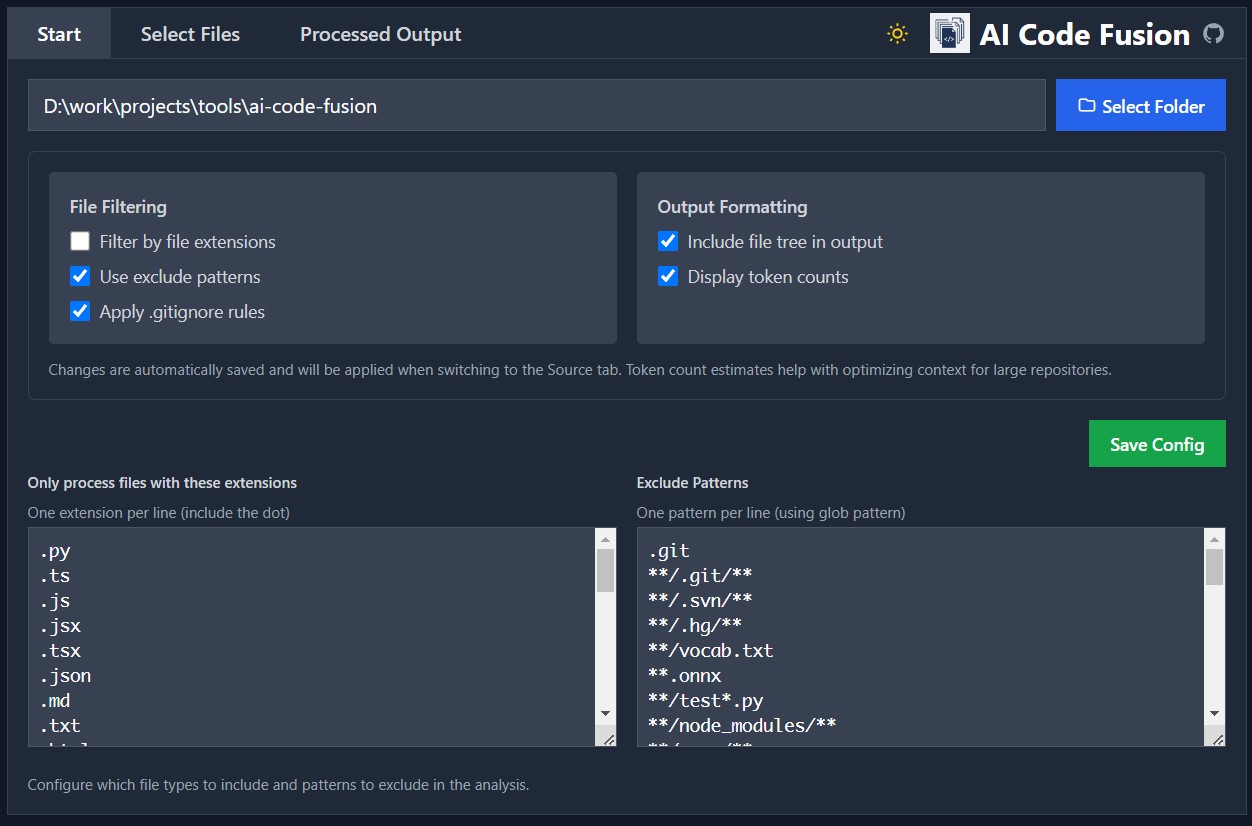 Start Select Files Processed Output AI Code Fusion
D:\work\projects\tools\ai-code-fusion Select Folder
File Filtering
Filter by file extensions
Use exclude patterns
Apply .gitignore rules
Output Formatting
Include file tree in output
Display token counts
Changes are automatically saved and will be applied when switching to the Source tab. Token count estimates help with optimizing context for large repositories.
Save Config
Only process files with these extensions
One extension per line (include the dot)
.py
.ts
.js
.jsx
.tsx
.json
.md
.txt
Exclude Patterns
One pattern per line (using glob pattern)
.git
**/.git/**
**/.svn/**
**/.hg/**
**/vocab.txt
**.onnx
**/test*.py
**/node_modules/**
Configure which file types to include and patterns to exclude in the analysis.